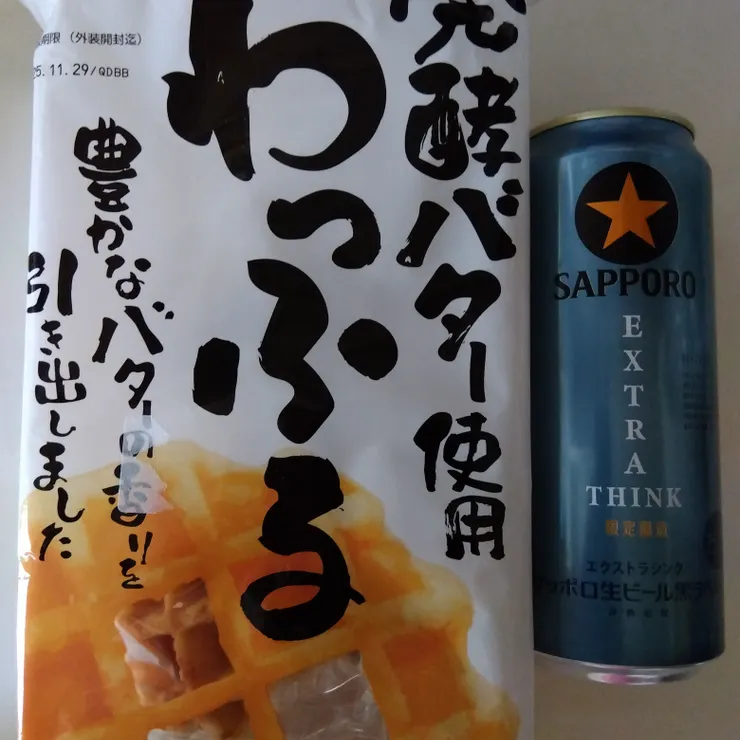 期限 (外装開封迄)
5.11.29/QDBB
発酵バター使用
わっふる
豊かなバターの香りを
引き出しました
SAPPORO
EXTRA
THINK
限定醸造
エクストラシンク
サッポロ生ビール黒ラベ